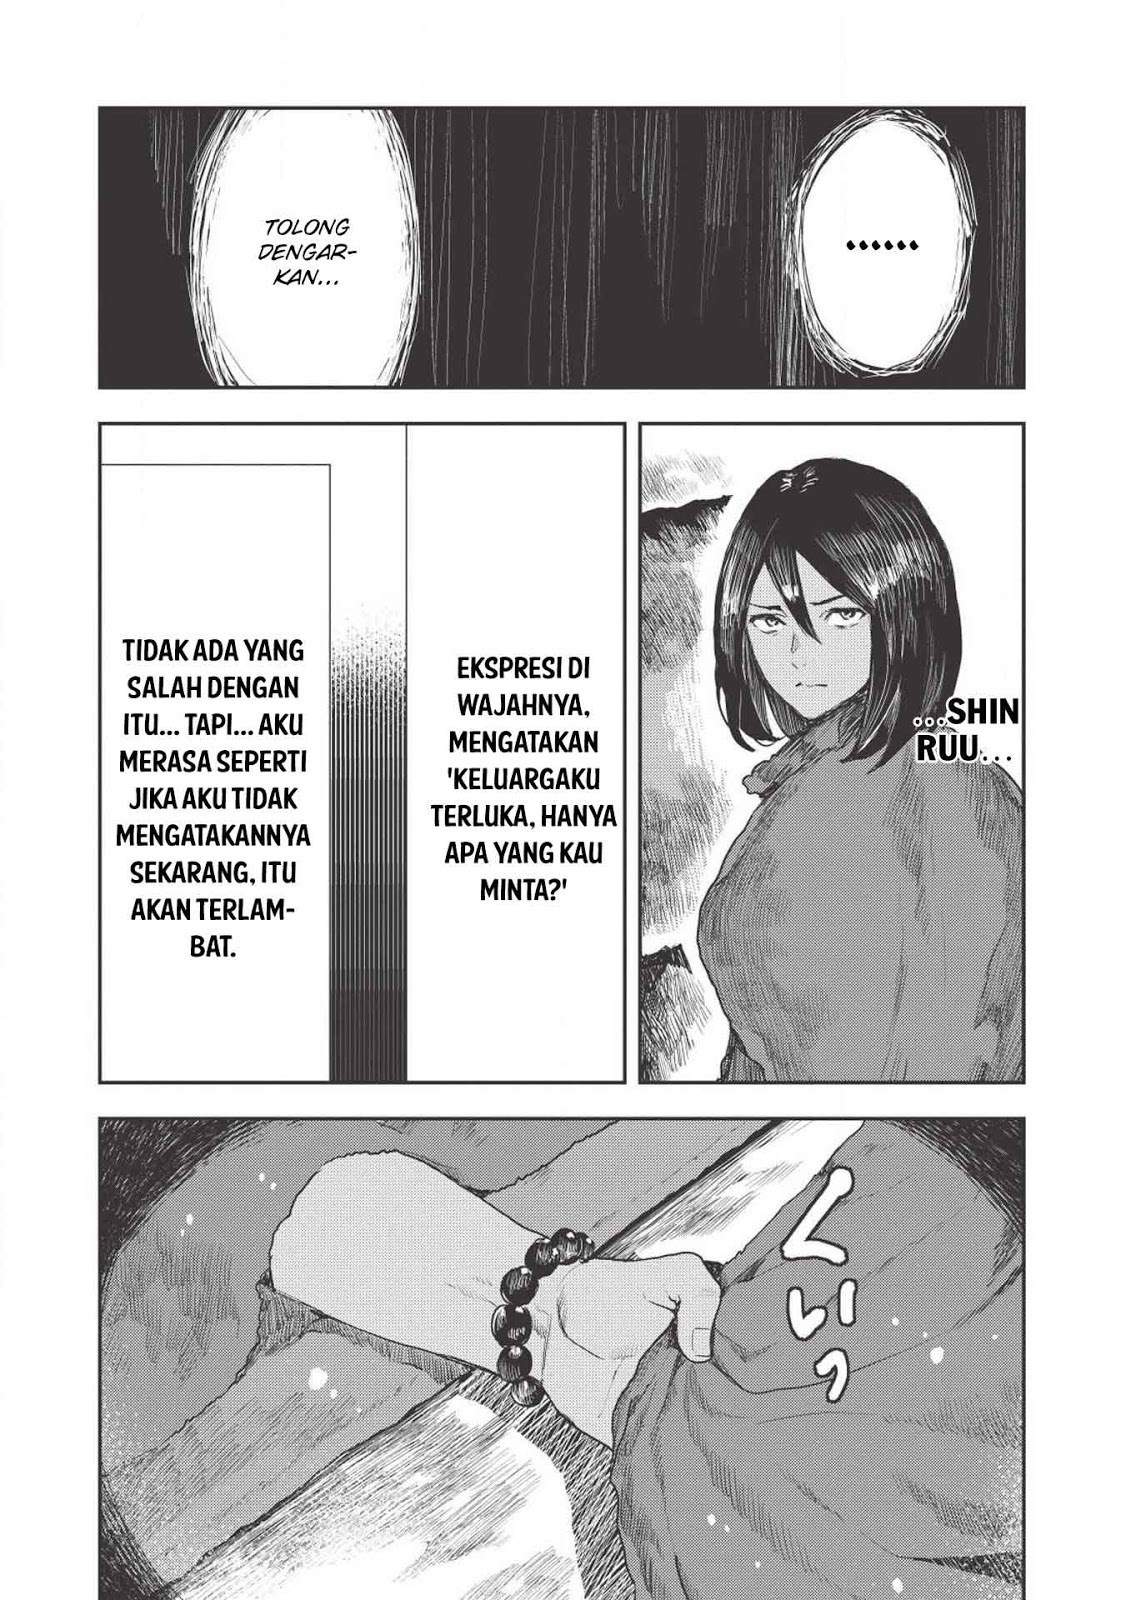 ......
TOLONG
DENGAR-
KAN...
...SHIN
RUU...
EKSPRESI DI
WAJAHNYA,
MENGATAKAN
'KELUARGAKU
TERLUKA, HANYA
APA YANG KAU
MINTA?'
TIDAK ADA YANG
SALAH DENGAN
ITU... TAPI... AKU
MERASA SEPERTI
JIKA AKU TIDAK
MENGATAKANNYA
SEKARANG, ITU
AKAN TERLAM-
BAT.
くいっ